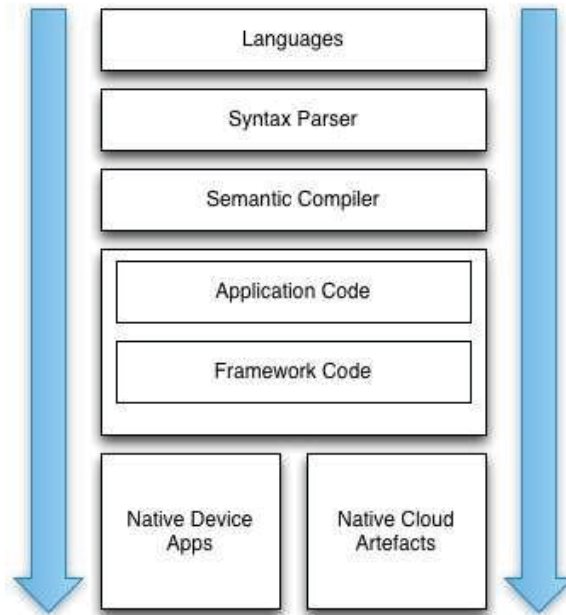 Languages
Syntax Parser
Semantic Compiler
Application Code
Framework Code
Native Device
Apps
Native Cloud
Artefacts